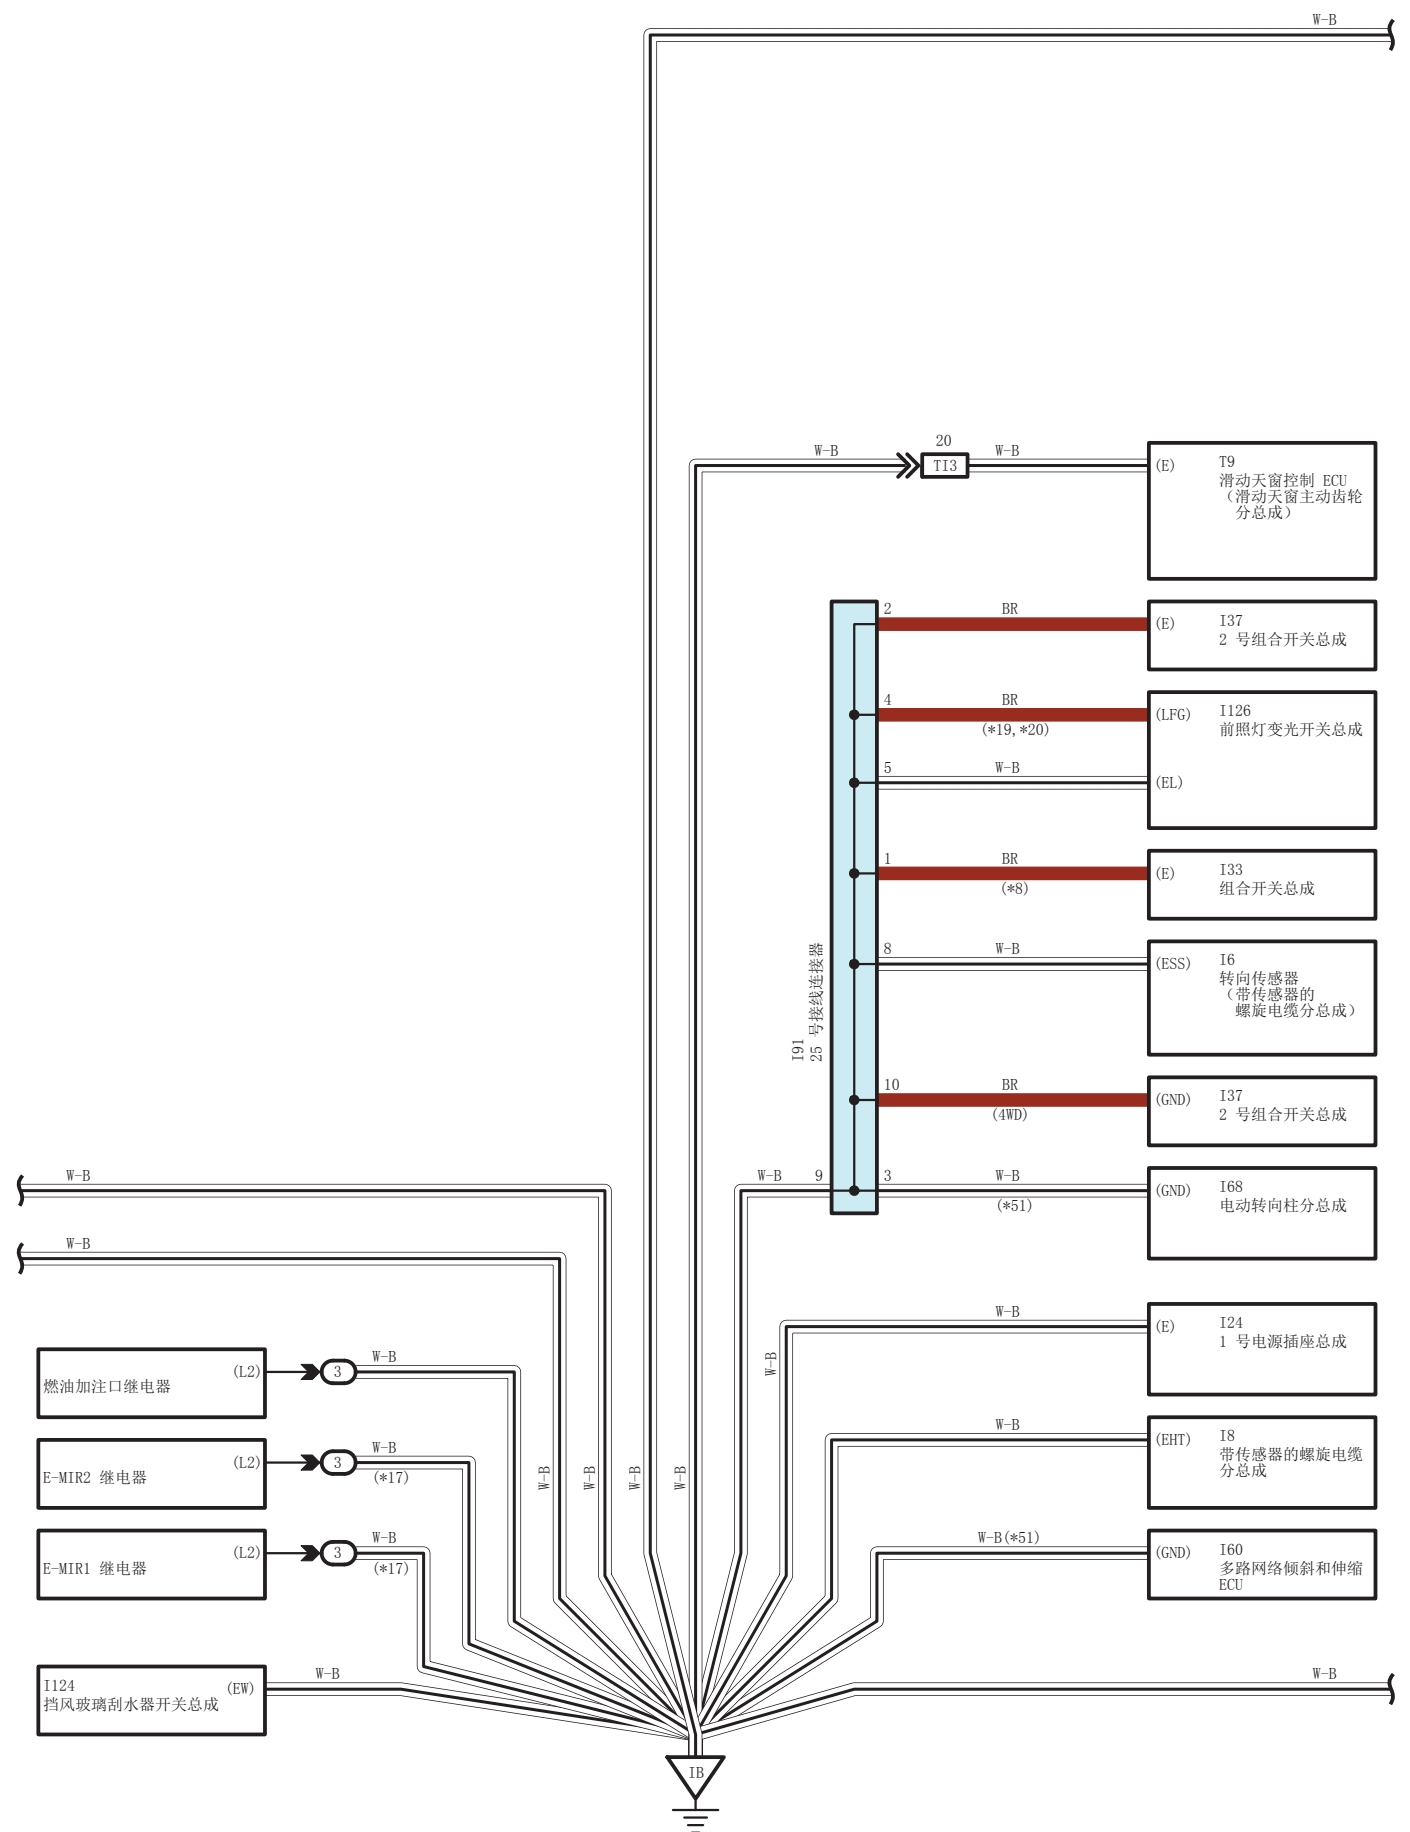 W-B
20
W-B
TI3
W-B
(E)
T9
滑动天窗控制 ECU
（滑动天窗主动齿轮
分总成）
2
BR
(E)
I37
2 号组合开关总成
4
BR
(*19,*20)
(LFG)
I126
前照灯变光开关总成
5
W-B
(EL)
1
BR
(*8)
(E)
I33
组合开关总成
8
W-B
(ESS)
I6
转向传感器
（带传感器的
螺旋电缆分总成）
I91
25 号接线连接器
10
BR
(4WD)
(GND)
I37
2 号组合开关总成
W-B
W-B
9
3
W-B
(*51)
(GND)
I68
电动转向柱分总成
W-B
W-B
(E)
I24
1 号电源插座总成
W-B
燃油加注口继电器
(L2)
3
W-B
W-B
(EHT)
I8
带传感器的螺旋电缆
分总成
E-MIR2 继电器
(L2)
3
W-B
(*17)
W-B
W-B
W-B
W-B
E-MIR1 继电器
(L2)
3
W-B
(*17)
W-B(*51)
(GND)
I60
多路网络倾斜和伸缩
ECU
I124
挡风玻璃刮水器开关总成
(EW)
W-B
W-B
IB